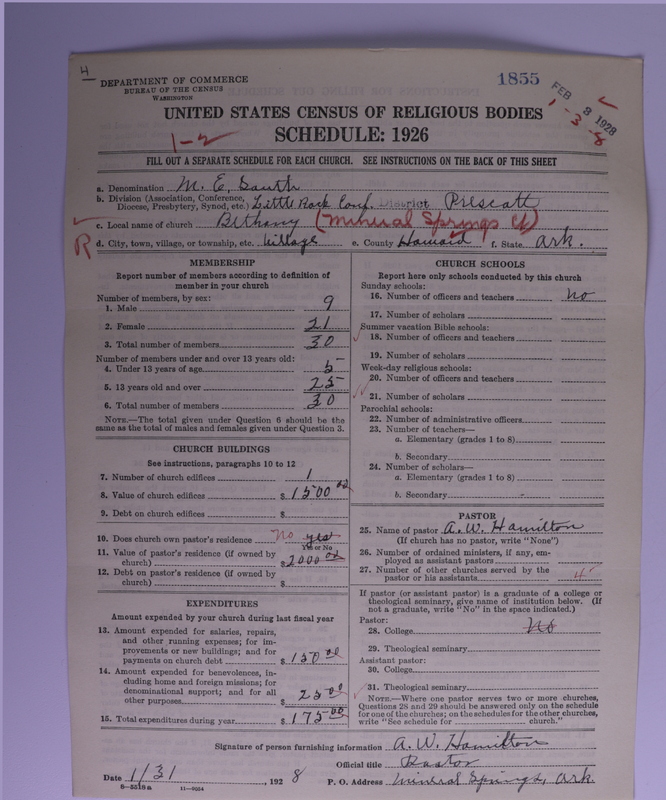 H
DEPARTMENT OF COMMERCE
BUREAU OF THE CENSUS
WASHINGTON
1855
FEB 8 1928
1-3-8
UNITED STATES CENSUS OF RELIGIOUS BODIES
1-2
SCHEDULE: 1926
FILL OUT A SEPARATE SCHEDULE FOR EACH CHURCH. SEE INSTRUCTIONS ON THE BACK OF THIS SHEET
a. Denomination M. E. South
b. Division (Association, Conference, Diocese, Presbytery, Synod, etc.) Little Rock Conf. District Prescott
c. Local name of church Bethany (Mineral Springs C)
R
d. City, town, village, or township, etc. Village e. County Howard f. State Ark.
MEMBERSHIP
Report number of members according to definition of
member in your church
Number of members, by sex:
1. Male 9
2. Female 21
3. Total number of members 30
Number of members under and over 13 years old:
4. Under 13 years of age 5
5. 13 years old and over 25
6. Total number of members 30
NOTE.—The total given under Question 6 should be the
same as the total of males and females given under Question 3.
CHURCH BUILDINGS
See instructions, paragraphs 10 to 12
7. Number of church edifices 1
8. Value of church edifices $ 1500 00
9. Debt on church edifices $
10. Does church own pastor's residence No yes
Yes or No
11. Value of pastor's residence (if owned by
church) $ 2000 00
12. Debt on pastor's residence (if owned by
church) $
EXPENDITURES
Amount expended by your church during last fiscal year
13. Amount expended for salaries, repairs,
and other running expenses; for im-
provements or new buildings; and for
payments on church debt $ 150 00
14. Amount expended for benevolences, in-
cluding home and foreign missions; for
denominational support; and for all
other purposes $ 25 00
15. Total expenditures during year $ 175 00
CHURCH SCHOOLS
Report here only schools conducted by this church
Sunday schools:
16. Number of officers and teachers No
17. Number of scholars
Summer vacation Bible schools:
18. Number of officers and teachers
19. Number of scholars
Week-day religious schools:
20. Number of officers and teachers
21. Number of scholars
Parochial schools:
22. Number of administrative officers
23. Number of teachers—
a. Elementary (grades 1 to 8)
b. Secondary
24. Number of scholars—
a. Elementary (grades 1 to 8)
b. Secondary
PASTOR
25. Name of pastor A. W. Hamilton
(If church has no pastor, write "None")
26. Number of ordained ministers, if any, em-
ployed as assistant pastors
27. Number of other churches served by the
pastor or his assistants 4
If pastor (or assistant pastor) is a graduate of a college or
theological seminary, give name of institution below. (If
not a graduate, write "No" in the space indicated.)
Pastor:
28. College No
29. Theological seminary
Assistant pastor:
30. College
31. Theological seminary
NOTE.—Where one pastor serves two or more churches,
Questions 28 and 29 should be answered only on the schedule
for one of the churches; on the schedules for the other churches,
write "See schedule for church."
Signature of person furnishing information A. W. Hamilton
Official title Pastor
Date 1/31, 1928 P. O. Address Mineral Springs, Ark.
8-5518a 11-9054